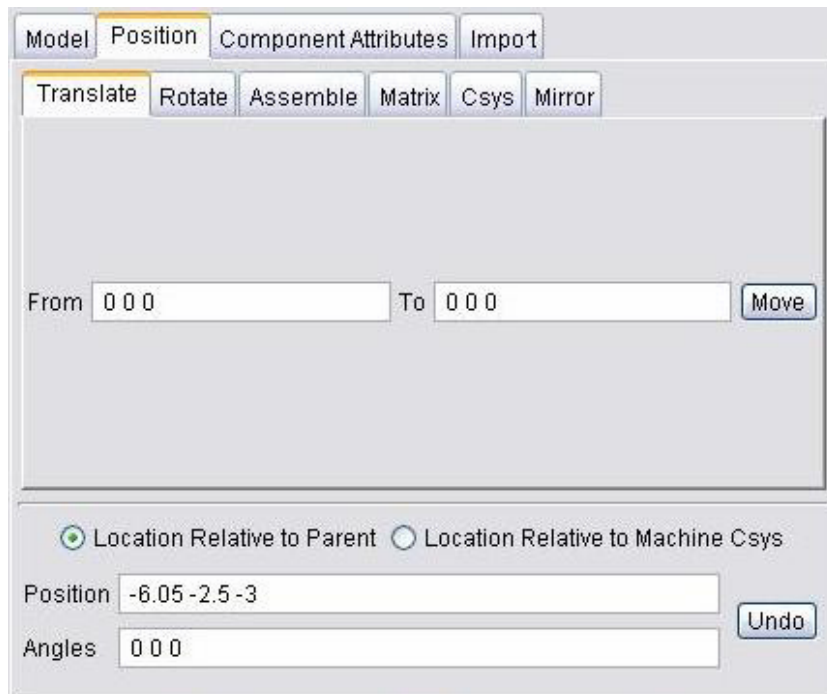 Model Position Component Attributes Import
Translate Rotate Assemble Matrix Csys Mirror
From 0 0 0 To 0 0 0 Move
Location Relative to Parent Location Relative to Machine Csys
Position -6.05 -2.5 -3
Undo
Angles 0 0 0